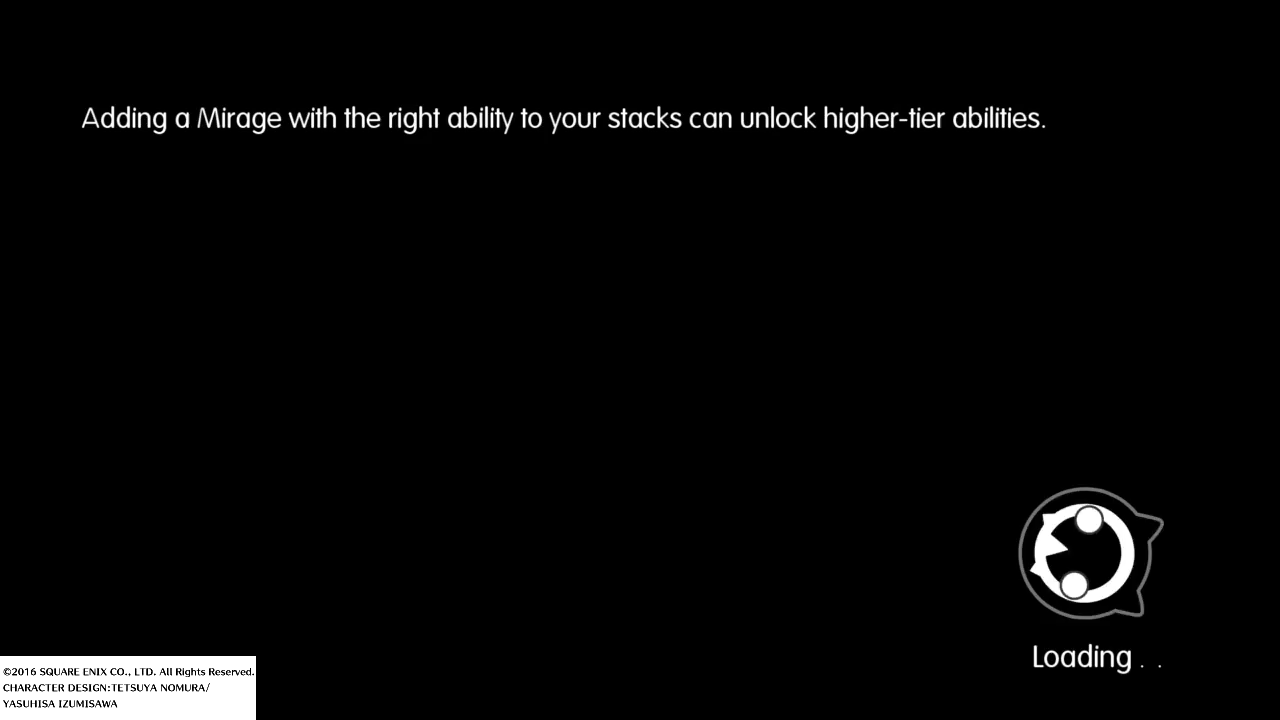 Adding a Mirage with the right ability to your stacks can unlock higher-tier abilities.
Loading . .
©2016 SQUARE ENIX CO., LTD. All Rights Reserved.
CHARACTER DESIGN:TETSUYA NOMURA/
YASUHISA IZUMISAWA